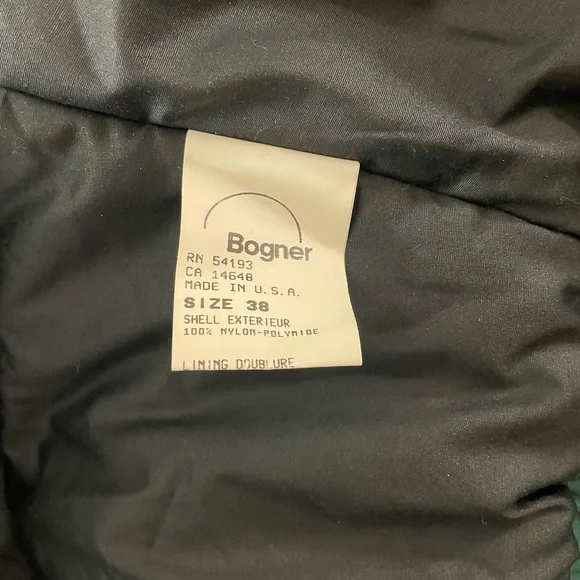 Bogner
RN 54193
CA 14648
MADE IN U.S.A.
SIZE 38
SHELL EXTERIEUR
100% NYLON-POLYMIDE
LINING DOUBLURE